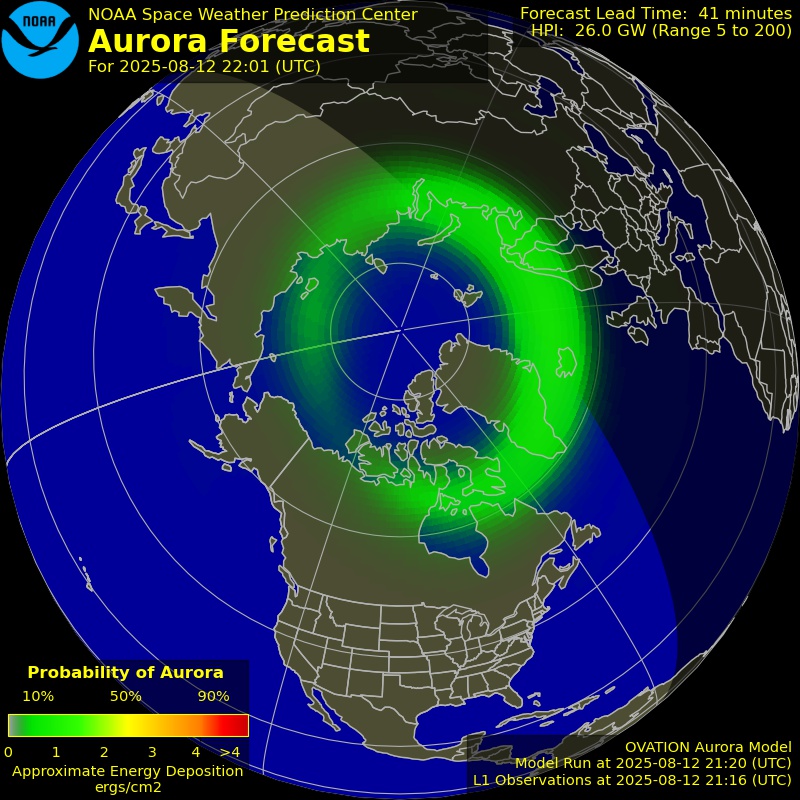 NOAA
NOAA Space Weather Prediction Center
Aurora Forecast
For 2025-08-12 22:01 (UTC)
Forecast Lead Time: 41 minutes
HPI: 26.0 GW (Range 5 to 200)
Probability of Aurora
10% 50% 90%
0 1 2 3 4 >4
Approximate Energy Deposition
ergs/cm2
OVATION Aurora Model
Model Run at 2025-08-12 21:20 (UTC)
L1 Observations at 2025-08-12 21:16 (UTC)